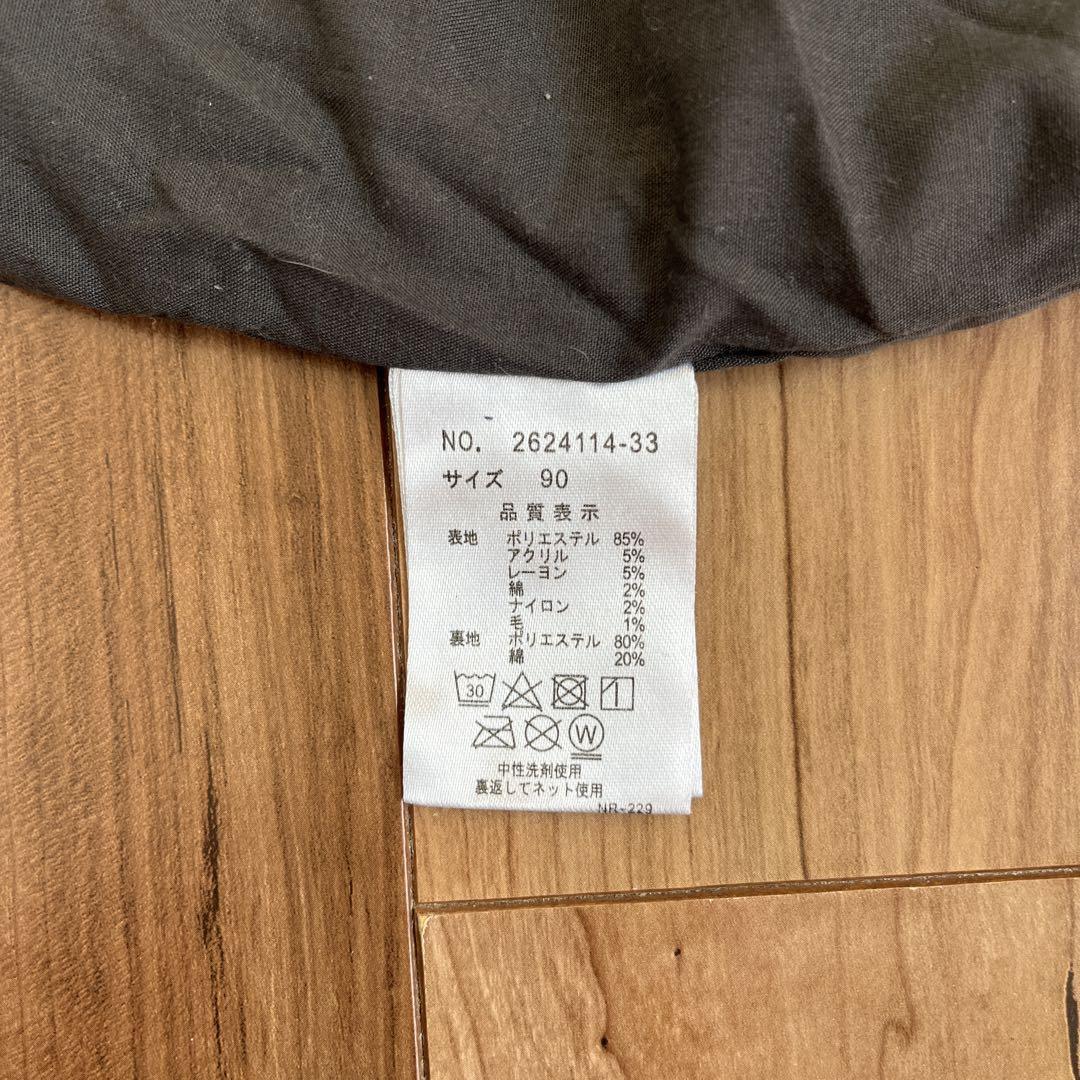 NO. 2624114-33
サイズ 90
品質表示
表地 ポリエステル 85%
アクリル 5%
レーヨン 5%
綿 2%
ナイロン 2%
毛 1%
裏地 ポリエステル 80%
綿 20%
30
W
中性洗剤使用
裏返してネット使用
NR-229